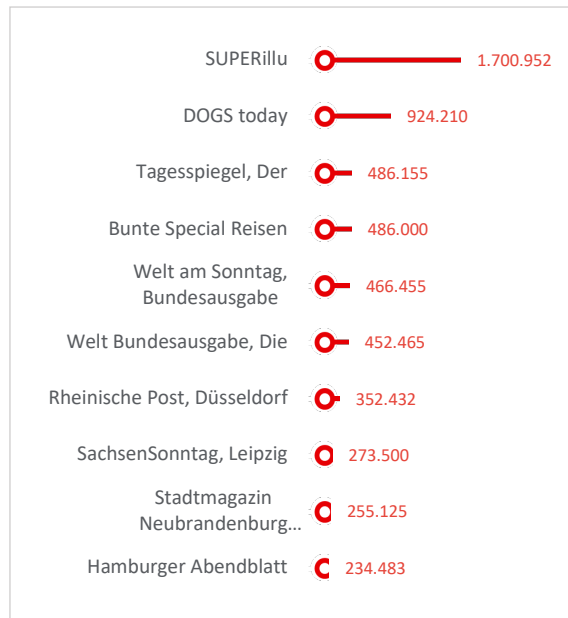 SUPERillu 1.700.952
DOGS today 924.210
Tagesspiegel, Der 486.155
Bunte Special Reisen 486.000
Welt am Sonntag,
Bundesausgabe 466.455
Welt Bundesausgabe, Die 452.465
Rheinische Post, Düsseldorf 352.432
SachsenSonntag, Leipzig 273.500
Stadtmagazin
Neubrandenburg... 255.125
Hamburger Abendblatt 234.483